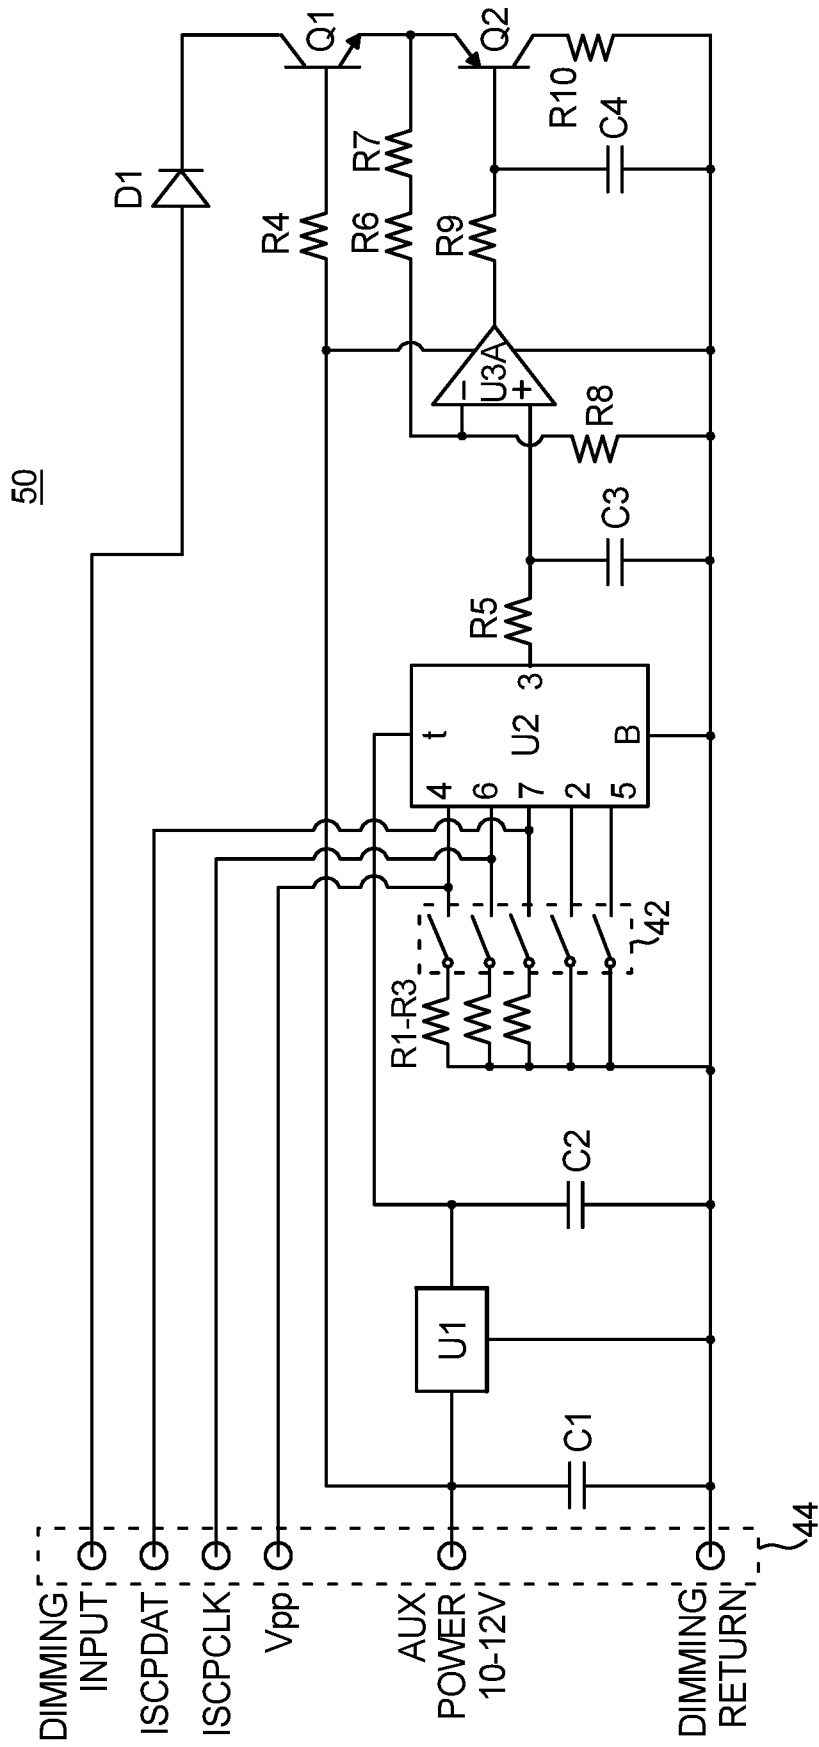 50
DIMMING
INPUT
ISCPDAT
ISCPCLK
Vpp
AUX
POWER
10-12V
DIMMING
RETURN
44
C1
U1
C2
R1-R3
42
4
6
7
2
5
t
U2
B
3
R5
C3
R8
−
U3A
+
R4
R6
R7
R9
D1
Q1
Q2
R10
C4